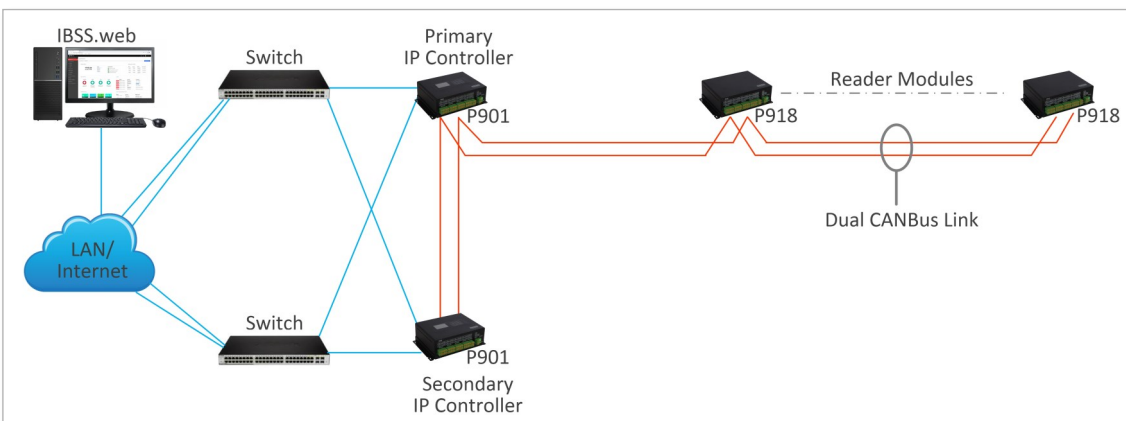 IBSS.web
Switch
Primary
IP Controller
P901
Reader Modules
P918
P918
Dual CANBus Link
LAN/
Internet
Switch
P901
Secondary
IP Controller